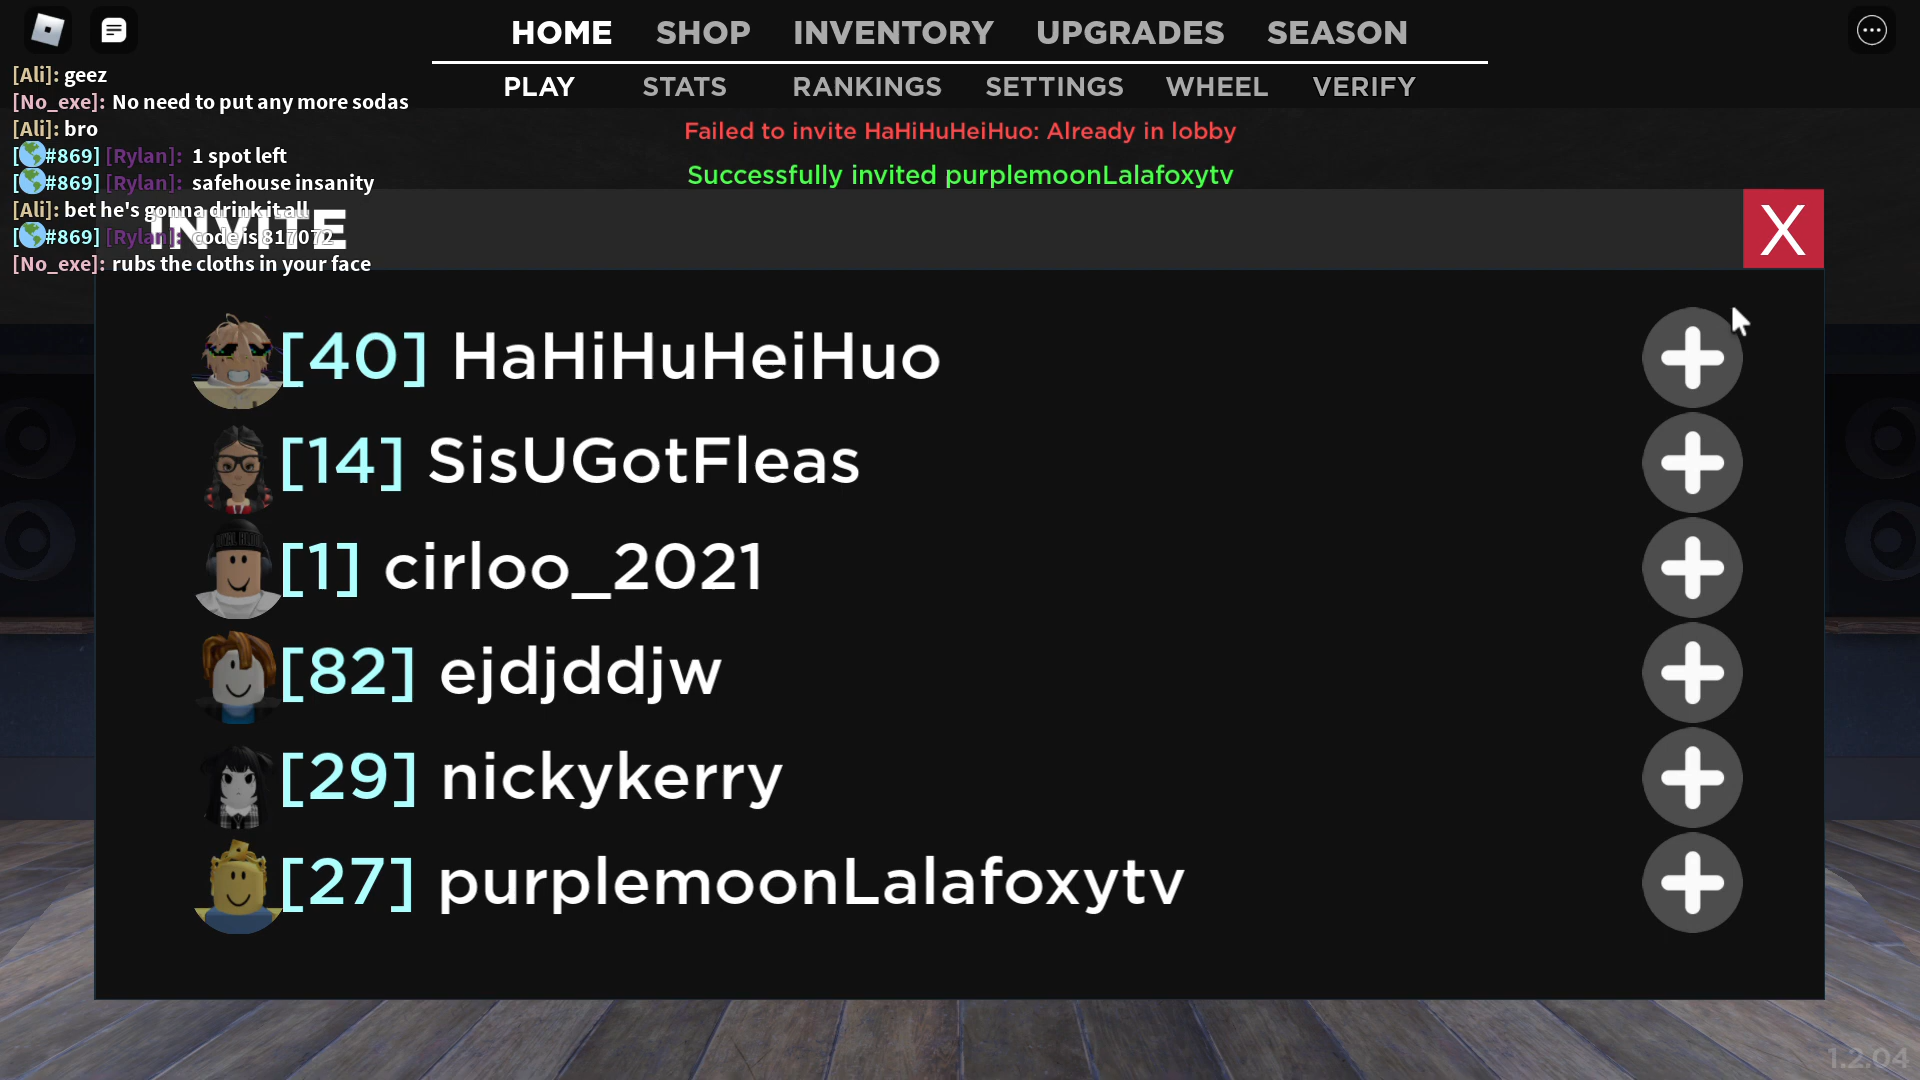 HOME SHOP INVENTORY UPGRADES SEASON
PLAY STATS RANKINGS SETTINGS WHEEL VERIFY
[Ali]: geez
[No_exe]: No need to put any more sodas
[Ali]: bro
[#869] [Rylan]: 1 spot left
[#869] [Rylan]: safehouse insanity
[Ali]: bet he's gonna drink it all
[#869] [Rylan]: code is 817072
[No_exe]: rubs the cloths in your face
Failed to invite HaHiHuHeiHuo: Already in lobby
Successfully invited purplemoonLalafoxytv
INVITE
X
[40] HaHiHuHeiHuo
[14] SisUGotFleas
[1] cirloo_2021
[82] ejdjddjw
[29] nickykerry
[27] purplemoonLalafoxytv
1.2.04